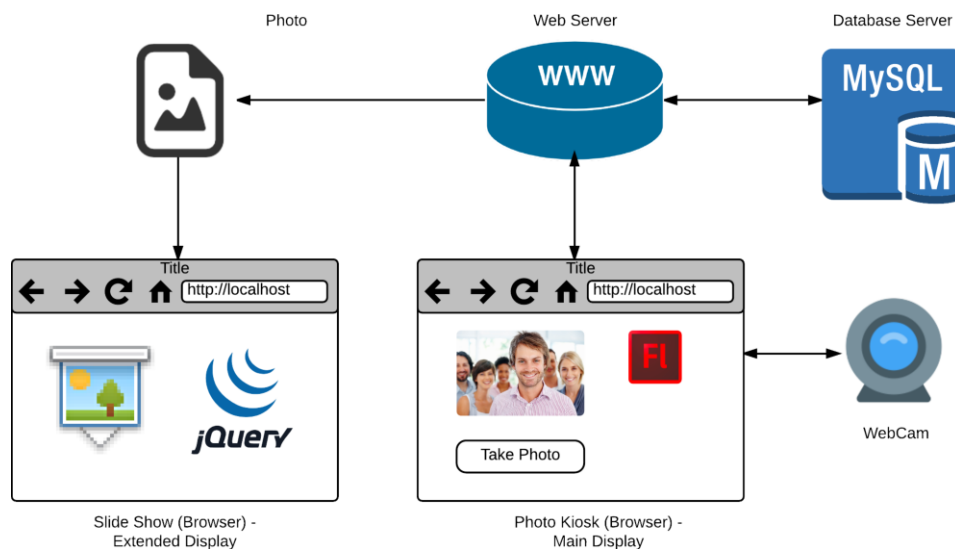 Photo
Web Server
Database Server
WWW
MySQL
M
Title
http://localhost
Title
http://localhost
jQuery
Fl
Take Photo
WebCam
Slide Show (Browser) -
Extended Display
Photo Kiosk (Browser) -
Main Display